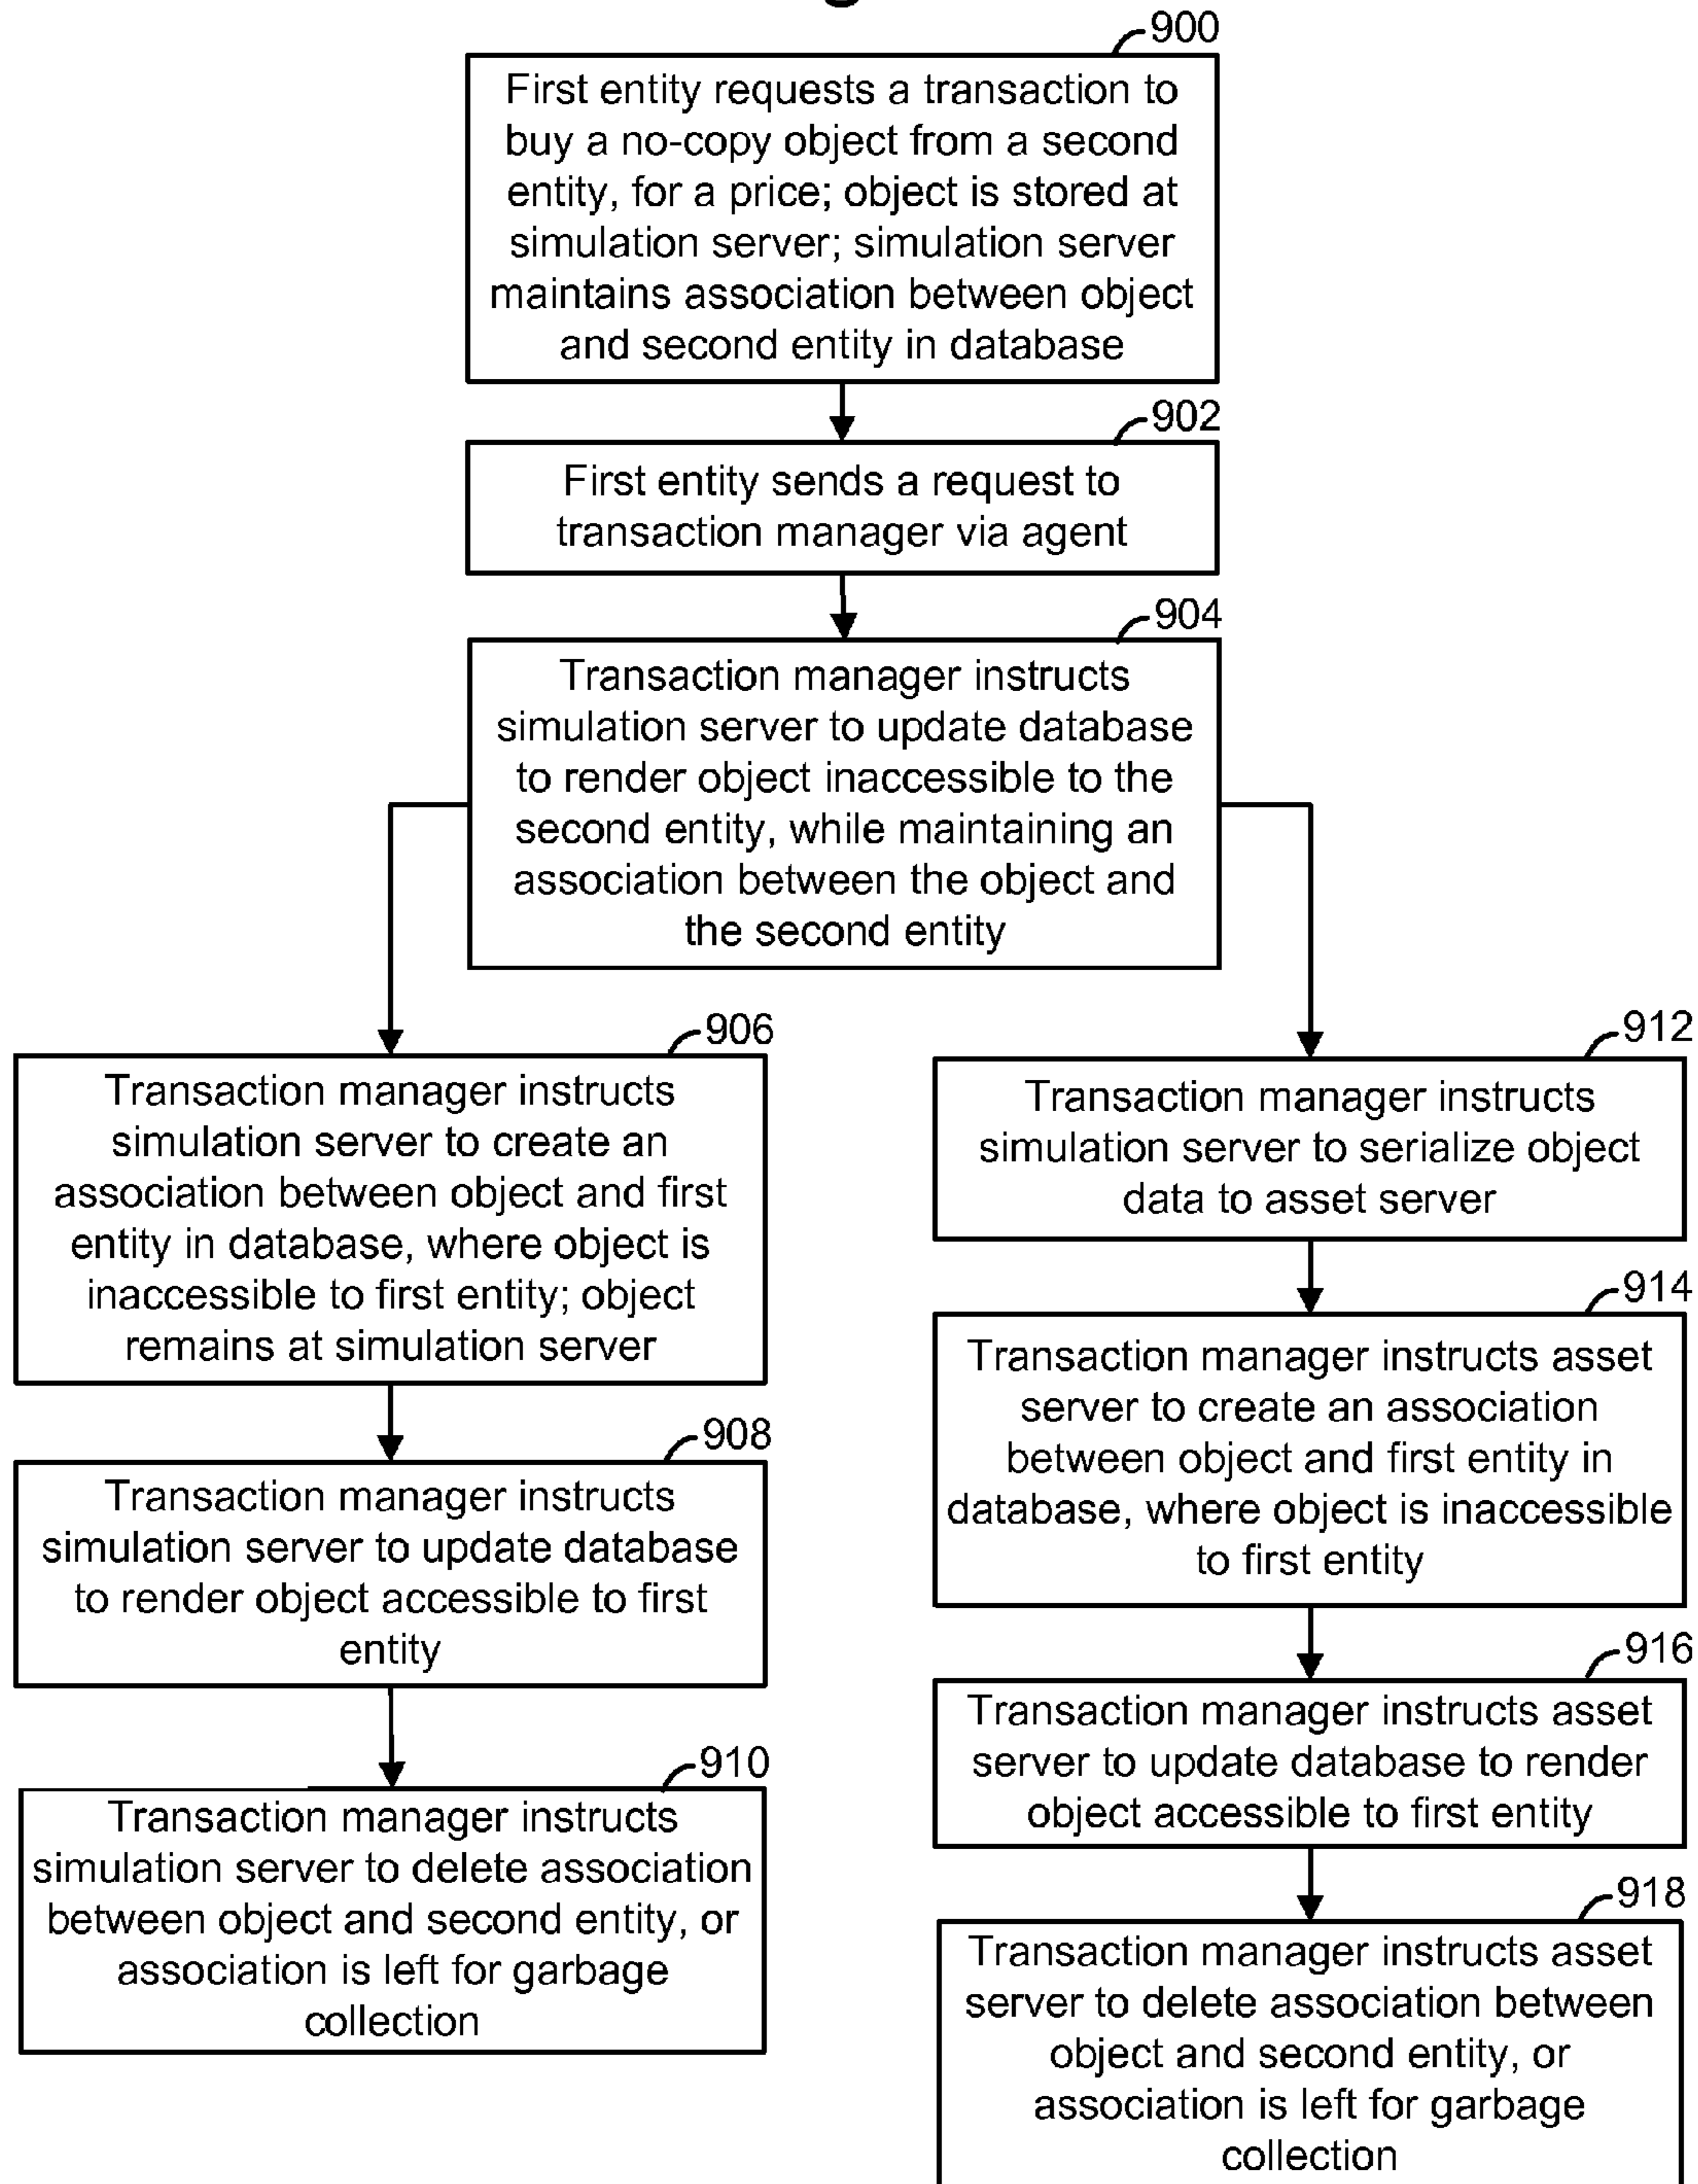 900
First entity requests a transaction to
buy a no-copy object from a second
entity, for a price; object is stored at
simulation server; simulation server
maintains association between object
and second entity in database
902
First entity sends a request to
transaction manager via agent
904
Transaction manager instructs
simulation server to update database
to render object inaccessible to the
second entity, while maintaining an
association between the object and
the second entity
906
Transaction manager instructs
simulation server to create an
association between object and first
entity in database, where object is
inaccessible to first entity; object
remains at simulation server
908
Transaction manager instructs
simulation server to update database
to render object accessible to first
entity
910
Transaction manager instructs
simulation server to delete association
between object and second entity, or
association is left for garbage
collection
912
Transaction manager instructs
simulation server to serialize object
data to asset server
914
Transaction manager instructs asset
server to create an association
between object and first entity in
database, where object is inaccessible
to first entity
916
Transaction manager instructs asset
server to update database to render
object accessible to first entity
918
Transaction manager instructs asset
server to delete association between
object and second entity, or
association is left for garbage
collection